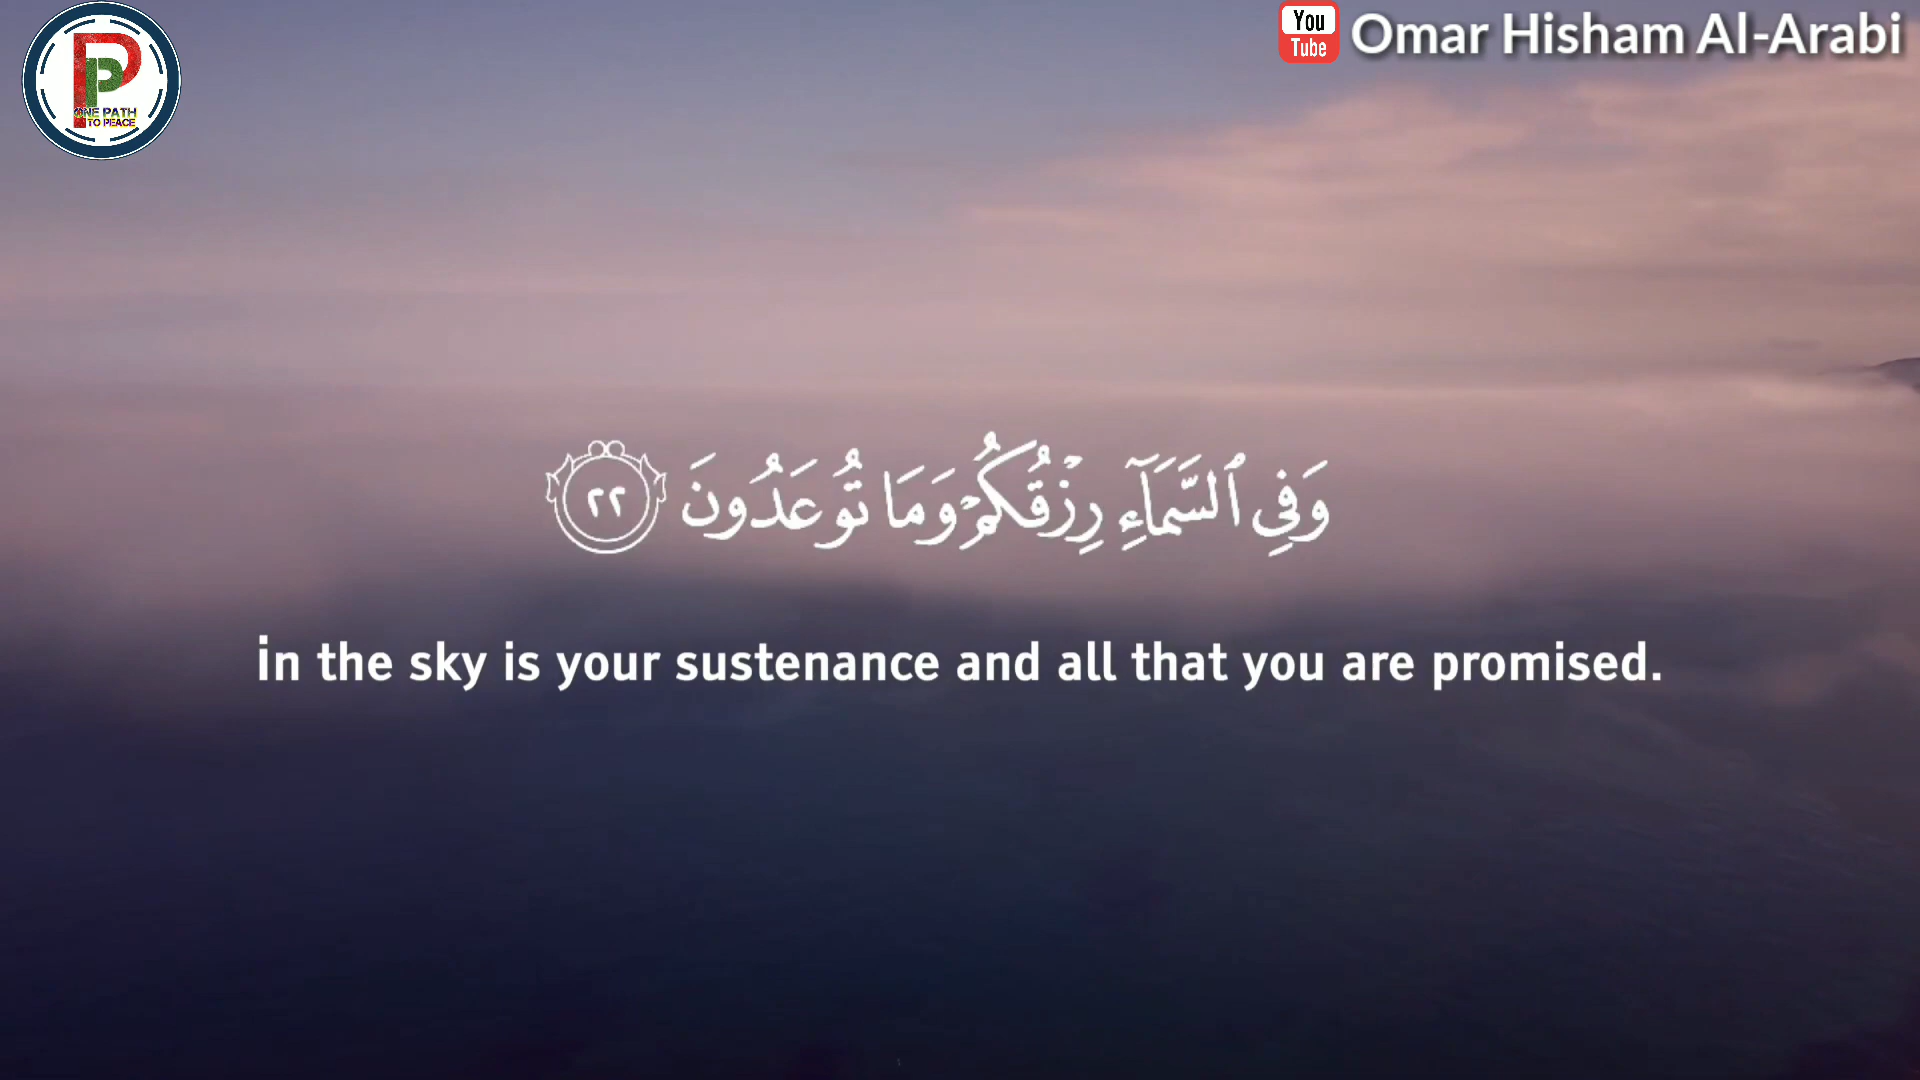 You
Tube
Omar Hisham Al-Arabi
PP
ONE PATH
TO PEACE
وَفِي ٱلسَّمَآءِ رِزۡقُكُمۡ وَمَا تُوعَدُونَ ٢٢
in the sky is your sustenance and all that you are promised.